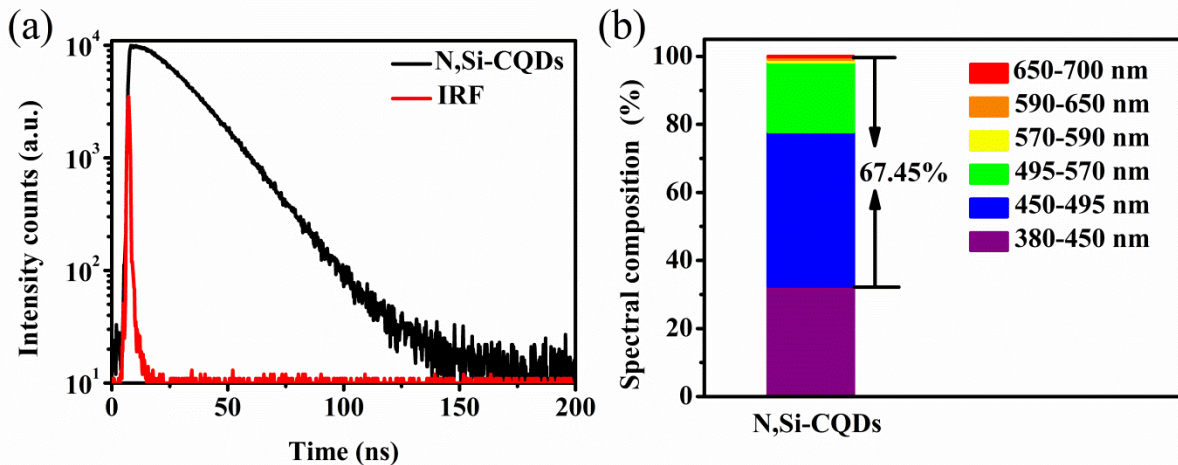 (a)
Intensity counts (a.u.)
10⁴
10³
10²
10¹
N,Si-CQDs
IRF
0
50
100
150
200
Time (ns)
(b)
Spectral composition (%)
100
80
60
40
20
0
67.45%
650-700 nm
590-650 nm
570-590 nm
495-570 nm
450-495 nm
380-450 nm
N,Si-CQDs